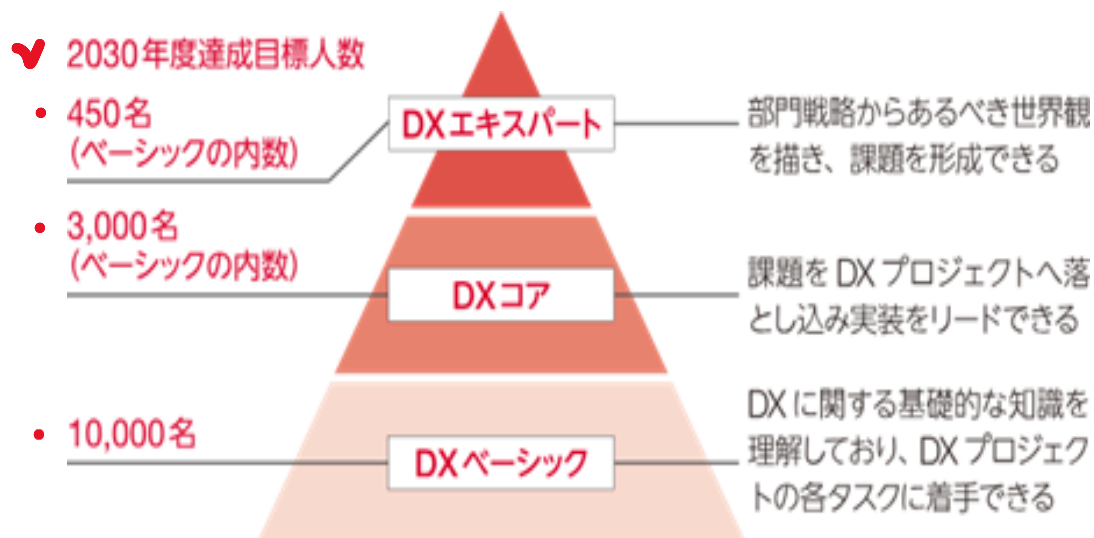 2030年度達成目標人数
450名
(ベーシックの内数)
DXエキスパート
部門戦略からあるべき世界観
を描き、課題を形成できる
3,000名
(ベーシックの内数)
DXコア
課題をDXプロジェクトへ落
とし込み実装をリードできる
10,000名
DXベーシック
DXに関する基礎的な知識を
理解しており、DXプロジェク
トの各タスクに着手できる